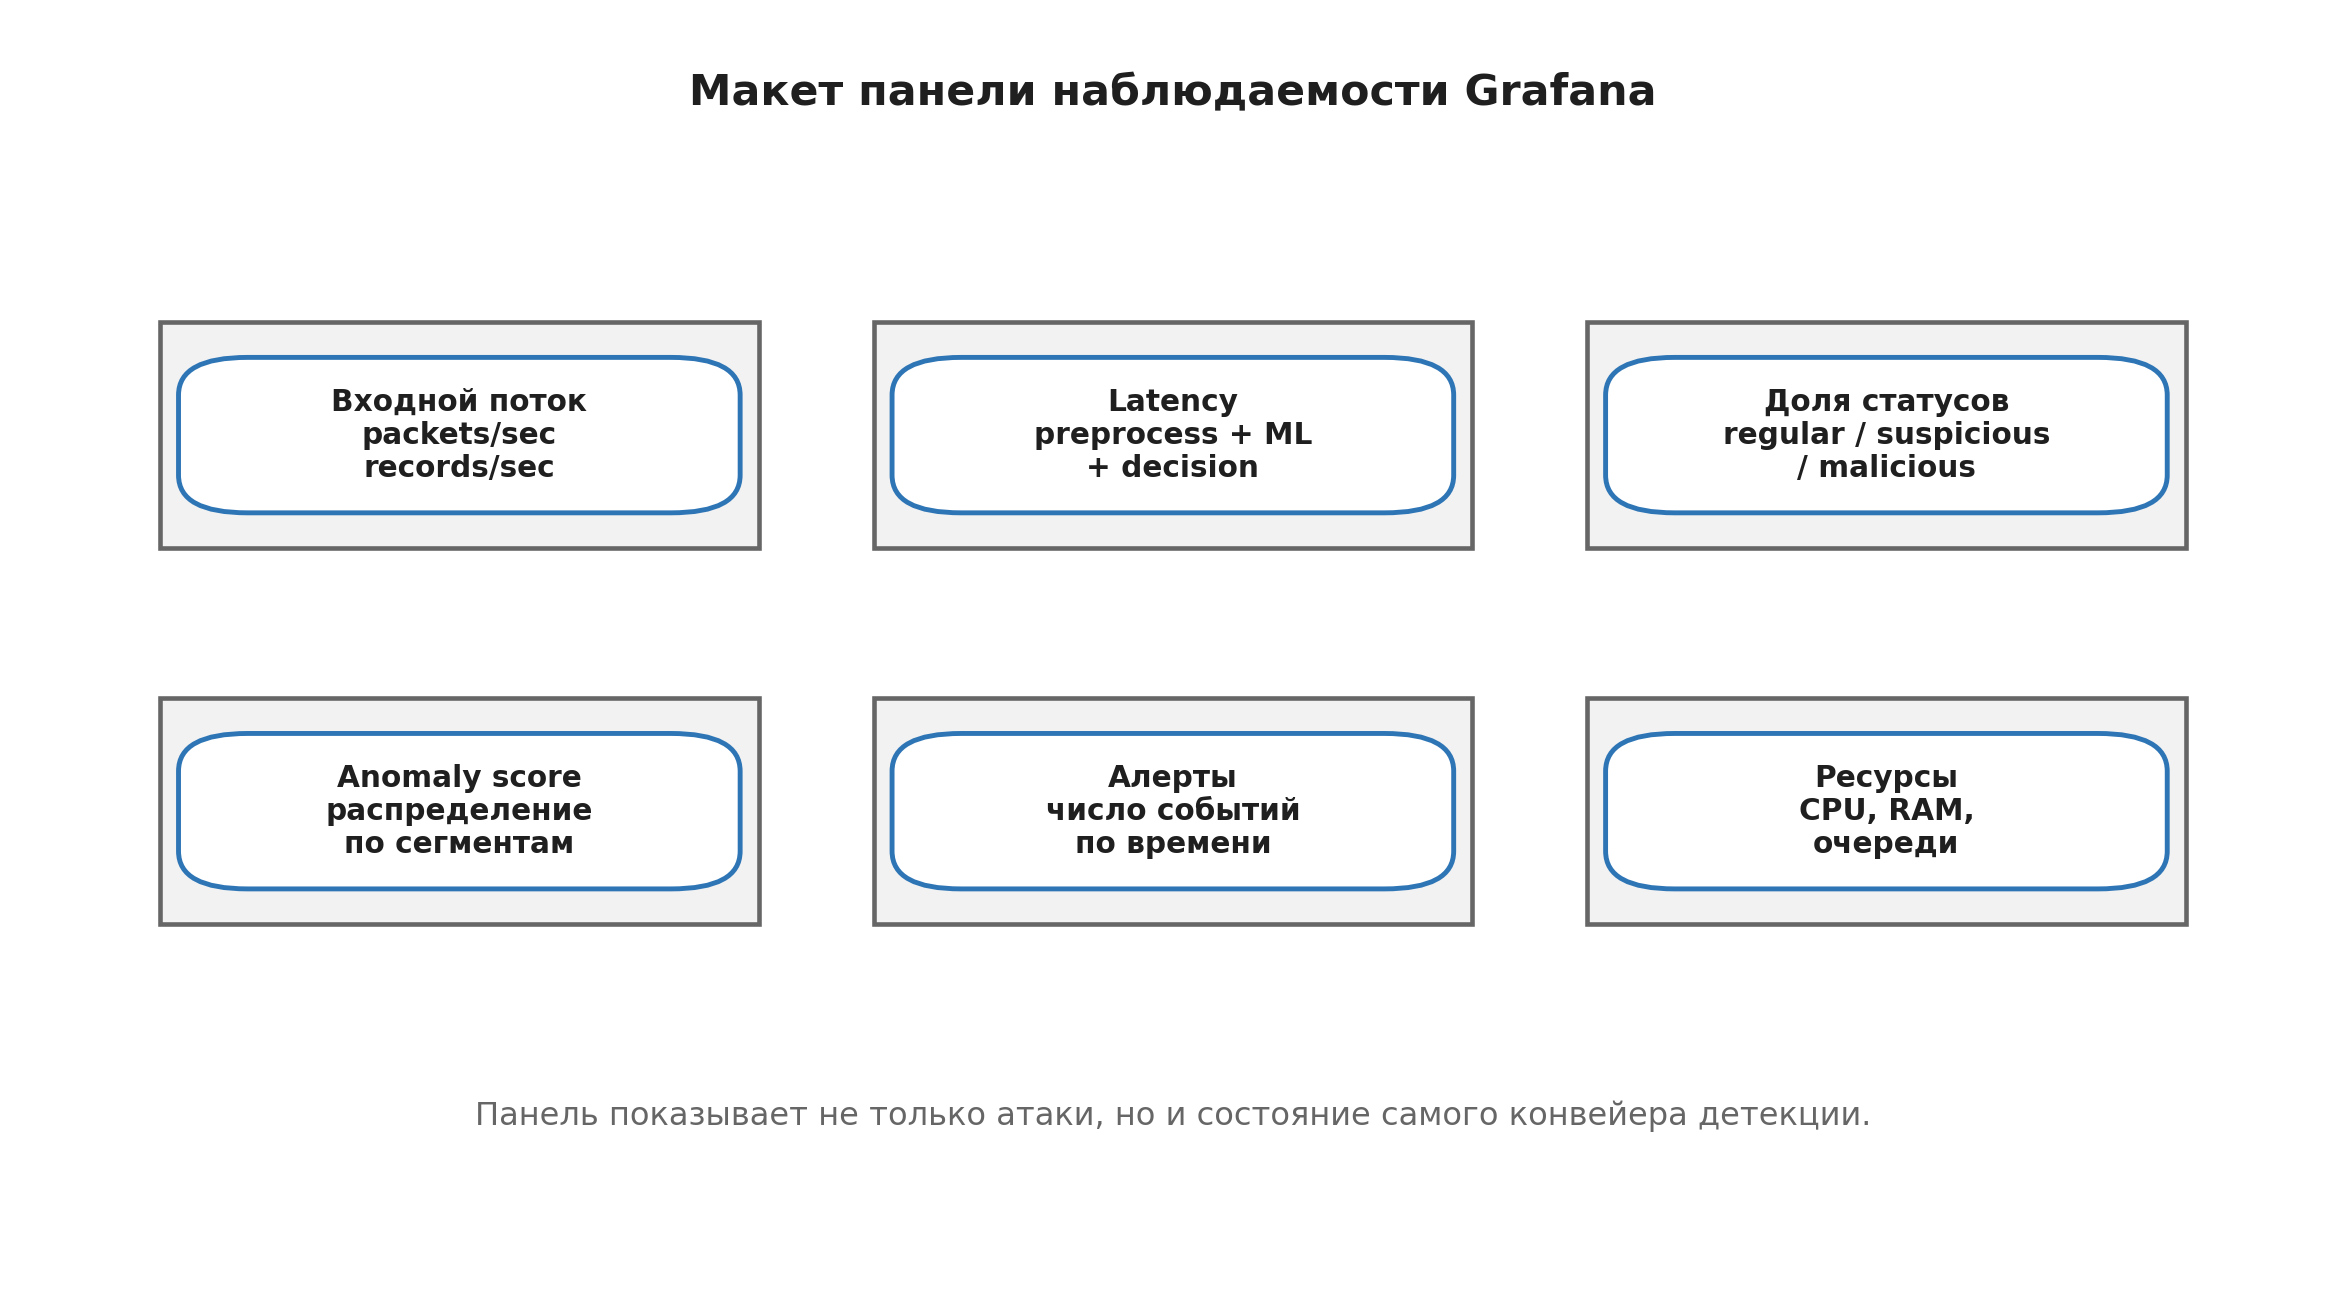 Макет панели наблюдаемости Grafana
Входной поток
packets/sec
records/sec
Latency
preprocess + ML
+ decision
Доля статусов
regular / suspicious
/ malicious
Anomaly score
распределение
по сегментам
Алерты
число событий
по времени
Ресурсы
CPU, RAM,
очереди
Панель показывает не только атаки, но и состояние самого конвейера детекции.